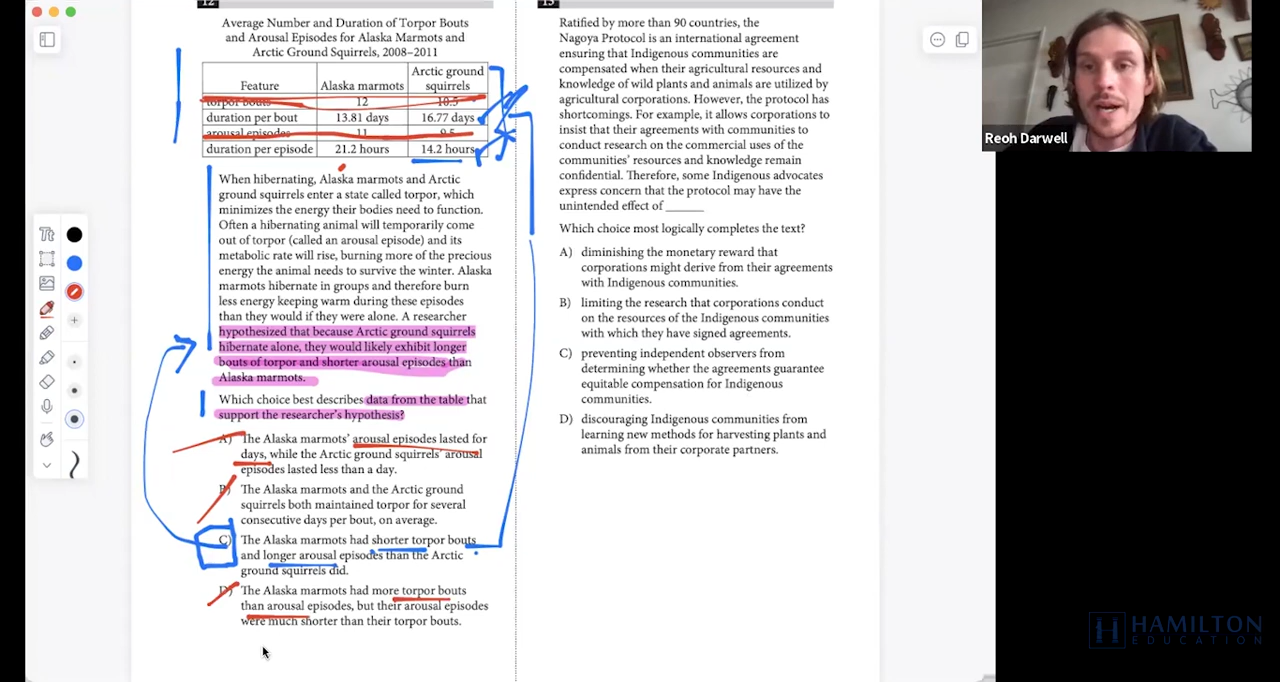 12
Average Number and Duration of Torpor Bouts
and Arousal Episodes for Alaska Marmots and
Arctic Ground Squirrels, 2008–2011
Feature
Alaska marmots
Arctic ground
squirrels
torpor bouts
12
10.5
duration per bout
13.81 days
16.77 days
arousal episodes
11
9.5
duration per episode
21.2 hours
14.2 hours
When hibernating, Alaska marmots and Arctic
ground squirrels enter a state called torpor, which
minimizes the energy their bodies need to function.
Often a hibernating animal will temporarily come
out of torpor (called an arousal episode) and its
metabolic rate will rise, burning more of the precious
energy the animal needs to survive the winter. Alaska
marmots hibernate in groups and therefore burn
less energy keeping warm during these episodes
than they would if they were alone. A researcher
hypothesized that because Arctic ground squirrels
hibernate alone, they would likely exhibit longer
bouts of torpor and shorter arousal episodes than
Alaska marmots.
Which choice best describes data from the table that
support the researcher's hypothesis?
A) The Alaska marmots' arousal episodes lasted for
days, while the Arctic ground squirrels' arousal
episodes lasted less than a day.
B) The Alaska marmots and the Arctic ground
squirrels both maintained torpor for several
consecutive days per bout, on average.
C) The Alaska marmots had shorter torpor bouts
and longer arousal episodes than the Arctic
ground squirrels did.
D) The Alaska marmots had more torpor bouts
than arousal episodes, but their arousal episodes
were much shorter than their torpor bouts.
13
Ratified by more than 90 countries, the
Nagoya Protocol is an international agreement
ensuring that Indigenous communities are
compensated when their agricultural resources and
knowledge of wild plants and animals are utilized by
agricultural corporations. However, the protocol has
shortcomings. For example, it allows corporations to
insist that their agreements with communities to
conduct research on the commercial uses of the
communities' resources and knowledge remain
confidential. Therefore, some Indigenous advocates
express concern that the protocol may have the
unintended effect of ______
Which choice most logically completes the text?
A) diminishing the monetary reward that
corporations might derive from their agreements
with Indigenous communities.
B) limiting the research that corporations conduct
on the resources of the Indigenous communities
with which they have signed agreements.
C) preventing independent observers from
determining whether the agreements guarantee
equitable compensation for Indigenous
communities.
D) discouraging Indigenous communities from
learning new methods for harvesting plants and
animals from their corporate partners.
Reoh Darwell
Tt
HAMILTON
EDUCATION